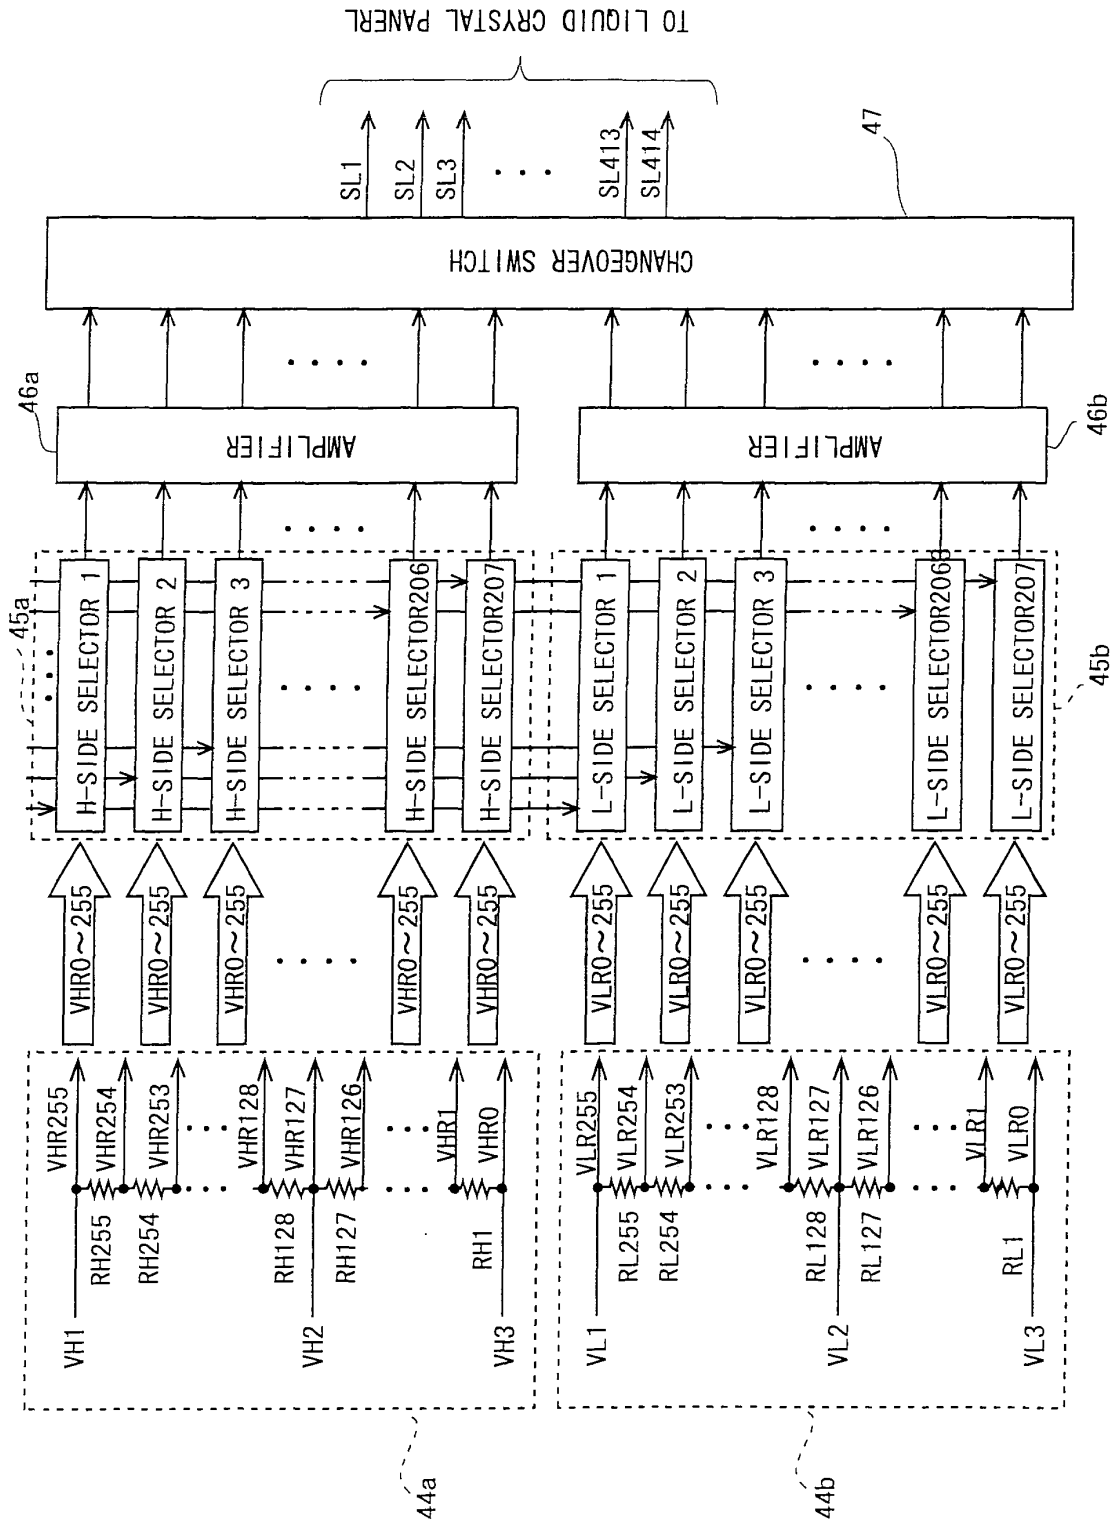 TO LIQUID CRYSTAL PANERL
SL1
SL2
SL3
SL413
SL414
47
CHANGEOVER SWITCH
46a
AMPLIFIER
AMPLIFIER
46b
45a
H-SIDE SELECTOR 1
H-SIDE SELECTOR 2
H-SIDE SELECTOR 3
H-SIDE SELECTOR206
H-SIDE SELECTOR207
L-SIDE SELECTOR 1
L-SIDE SELECTOR 2
L-SIDE SELECTOR 3
L-SIDE SELECTOR206
L-SIDE SELECTOR207
45b
VHR0~255
VHR0~255
VHR0~255
VHR0~255
VHR0~255
VLR0~255
VLR0~255
VLR0~255
VLR0~255
VLR0~255
VHR255
VHR254
VHR253
VHR128
VHR127
VHR126
VHR1
VHR0
VLR255
VLR254
VLR253
VLR128
VLR127
VLR126
VLR1
VLR0
RH255
RH254
RH128
RH127
RH1
RL255
RL254
RL128
RL127
RL1
VH1
VH2
VH3
VL1
VL2
VL3
44a
44b